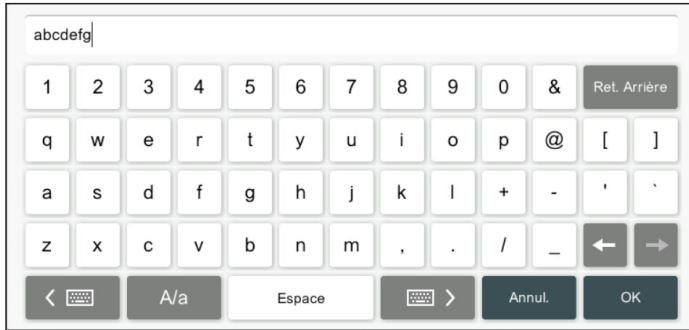 abcdefg
1 2 3 4 5 6 7 8 9 0 & Ret. Arrière
q w e r t y u i o p @ [ ]
a s d f g h j k l + - ' `
z x c v b n m , . / _
A/a Espace Annul. OK